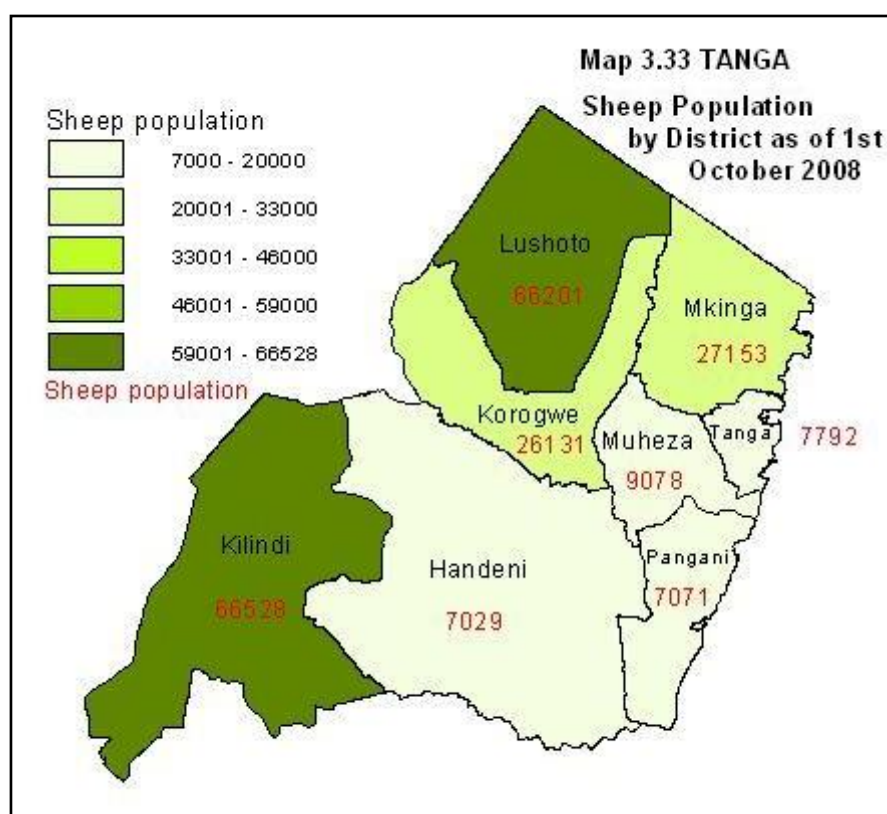 Map 3.33 TANGA
Sheep Population
by District as of 1st
October 2008
Sheep population
7000 - 20000
20001 - 33000
33001 - 46000
46001 - 59000
59001 - 66528
Sheep population
Lushoto
66201
Mkinga
27153
Korogwe
26131
Muheza
9078
Tanga
7792
Kilindi
66528
Handeni
7029
Pangani
7071